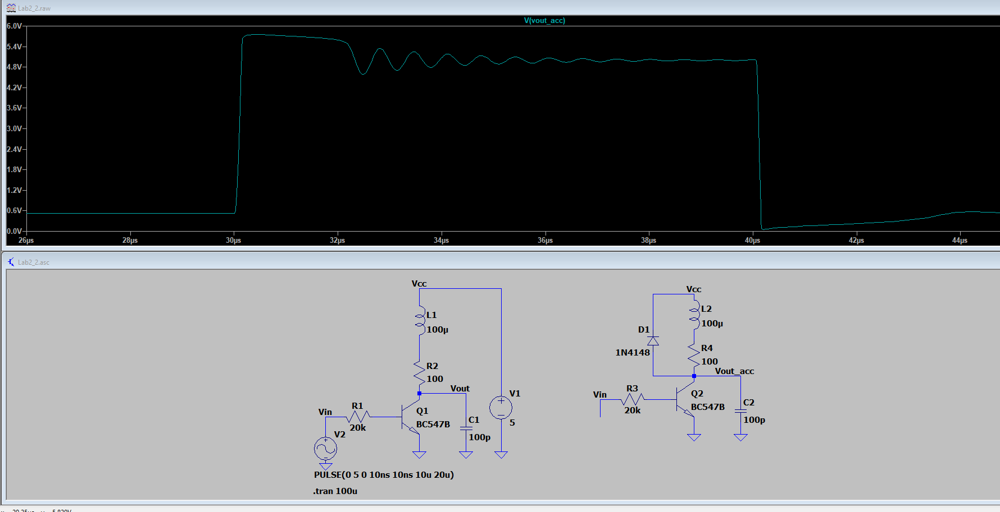 Lab2_2.raw
V(vout_acc)
6.0V
5.4V
4.8V
4.2V
3.6V
3.0V
2.4V
1.8V
1.2V
0.6V
0.0V
26µs 28µs 30µs 32µs 34µs 36µs 38µs 40µs 42µs 44µs
Lab2_2.asc
Vcc
L1
100µ
R2
100
Vout
Vin
R1
20k
Q1
BC547B
C1
100p
V1
5
V2
PULSE(0 5 0 10ns 10ns 10u 20u)
.tran 100u
Vcc
L2
100µ
D1
1N4148
R4
100
Vout_acc
Vin
R3
20k
Q2
BC547B
C2
100p